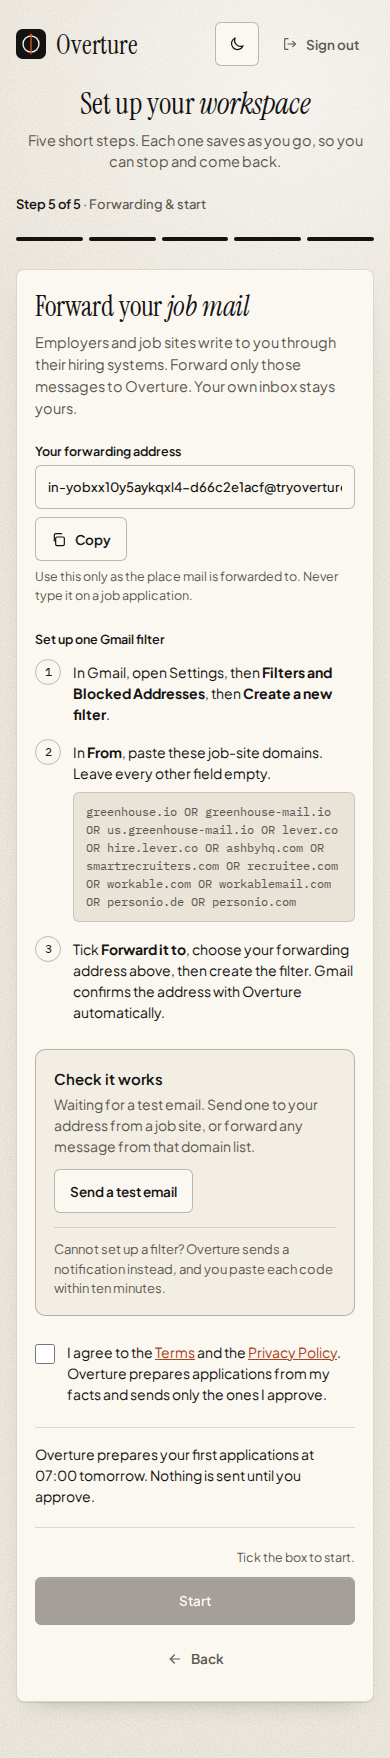 Overture
Sign out
Set up your workspace
Five short steps. Each one saves as you go, so you
can stop and come back.
Step 5 of 5 · Forwarding & start
Forward your job mail
Employers and job sites write to you through
their hiring systems. Forward only those
messages to Overture. Your own inbox stays
yours.
Your forwarding address
in-yobxx10y5aykqxl4-d66c2e1acf@tryoverture
Copy
Use this only as the place mail is forwarded to. Never
type it on a job application.
Set up one Gmail filter
1 In Gmail, open Settings, then Filters and
Blocked Addresses, then Create a new
filter.
2 In From, paste these job-site domains.
Leave every other field empty.
greenhouse.io OR greenhouse-mail.io
OR us.greenhouse-mail.io OR lever.co
OR hire.lever.co OR ashbyhq.com OR
smartrecruiters.com OR recruitee.com
OR workable.com OR workablemail.com
OR personio.de OR personio.com
3 Tick Forward it to, choose your forwarding
address above, then create the filter. Gmail
confirms the address with Overture
automatically.
Check it works
Waiting for a test email. Send one to your
address from a job site, or forward any
message from that domain list.
Send a test email
Cannot set up a filter? Overture sends a
notification instead, and you paste each code
within ten minutes.
I agree to the Terms and the Privacy Policy.
Overture prepares applications from my
facts and sends only the ones I approve.
Overture prepares your first applications at
07:00 tomorrow. Nothing is sent until you
approve.
Tick the box to start.
Start
Back